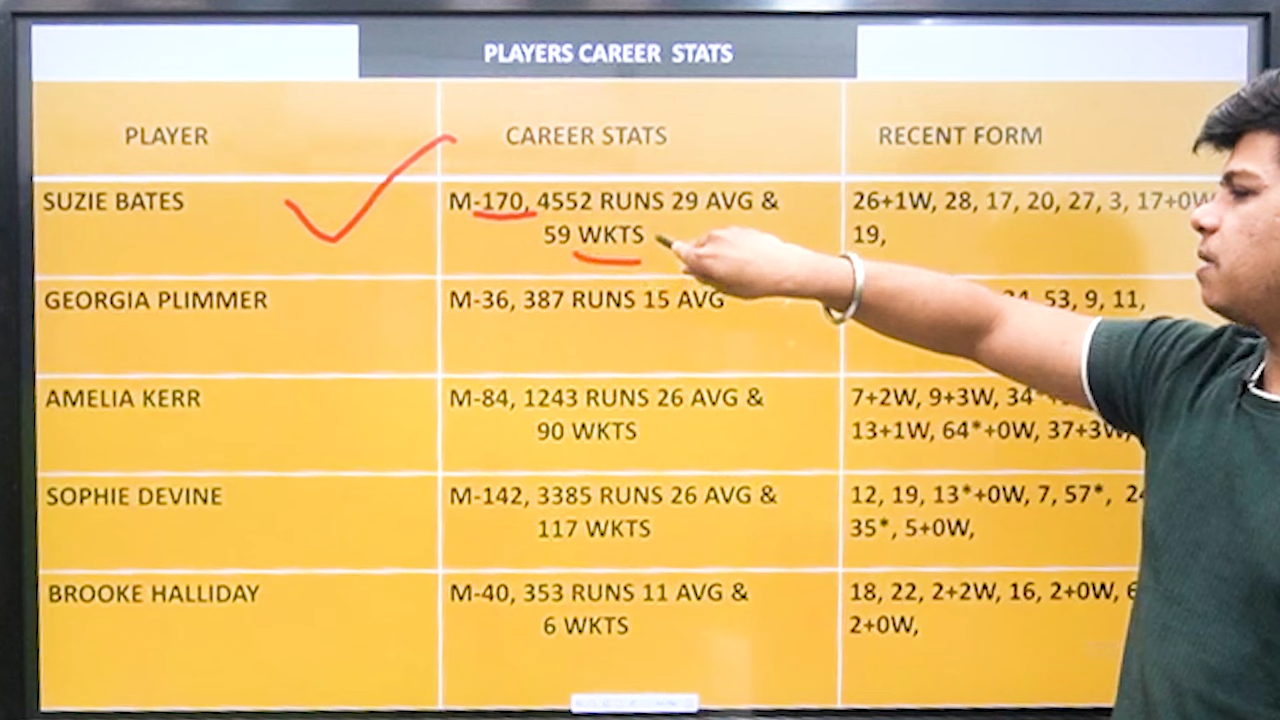 PLAYERS CAREER STATS
PLAYER CAREER STATS RECENT FORM
SUZIE BATES M-170, 4552 RUNS 29 AVG & 26+1W, 28, 17, 20, 27, 3, 17+0W
59 WKTS 19,
GEORGIA PLIMMER M-36, 387 RUNS 15 AVG 53, 9, 11,
AMELIA KERR M-84, 1243 RUNS 26 AVG & 7+2W, 9+3W, 34*
90 WKTS 13+1W, 64*+0W, 37+3W,
SOPHIE DEVINE M-142, 3385 RUNS 26 AVG & 12, 19, 13*+0W, 7, 57*,
117 WKTS 35*, 5+0W,
BROOKE HALLIDAY M-40, 353 RUNS 11 AVG & 18, 22, 2+2W, 16, 2+0W,
6 WKTS 2+0W,